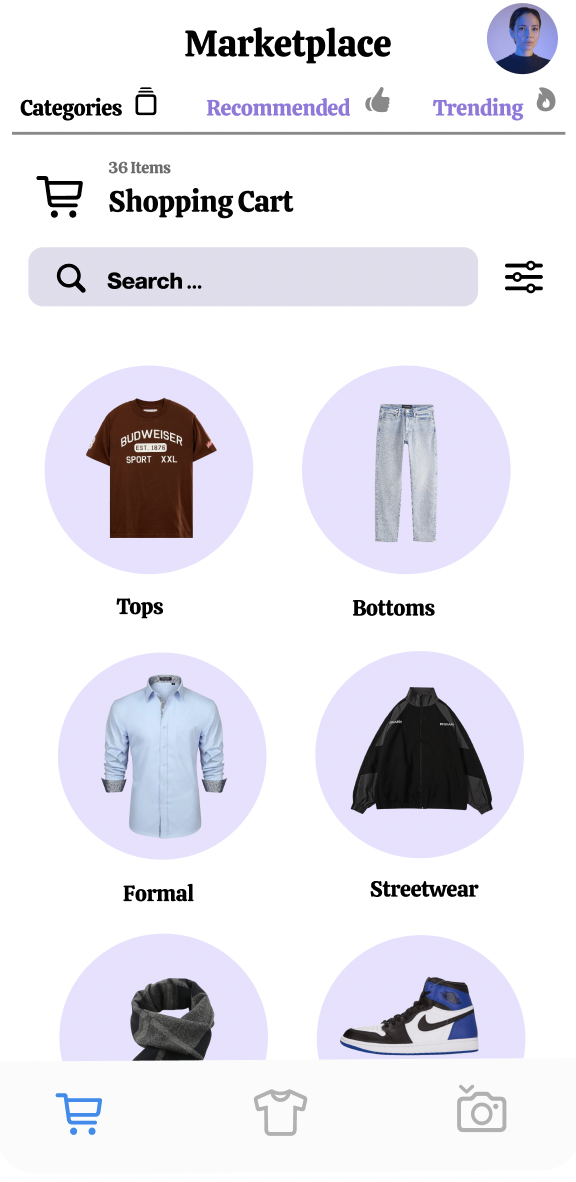 Marketplace
Categories
Recommended
Trending
36 Items
Shopping Cart
Search ...
BUDWEISER
EST. 1876
SPORT XXL
Tops
Bottoms
Formal
Streetwear